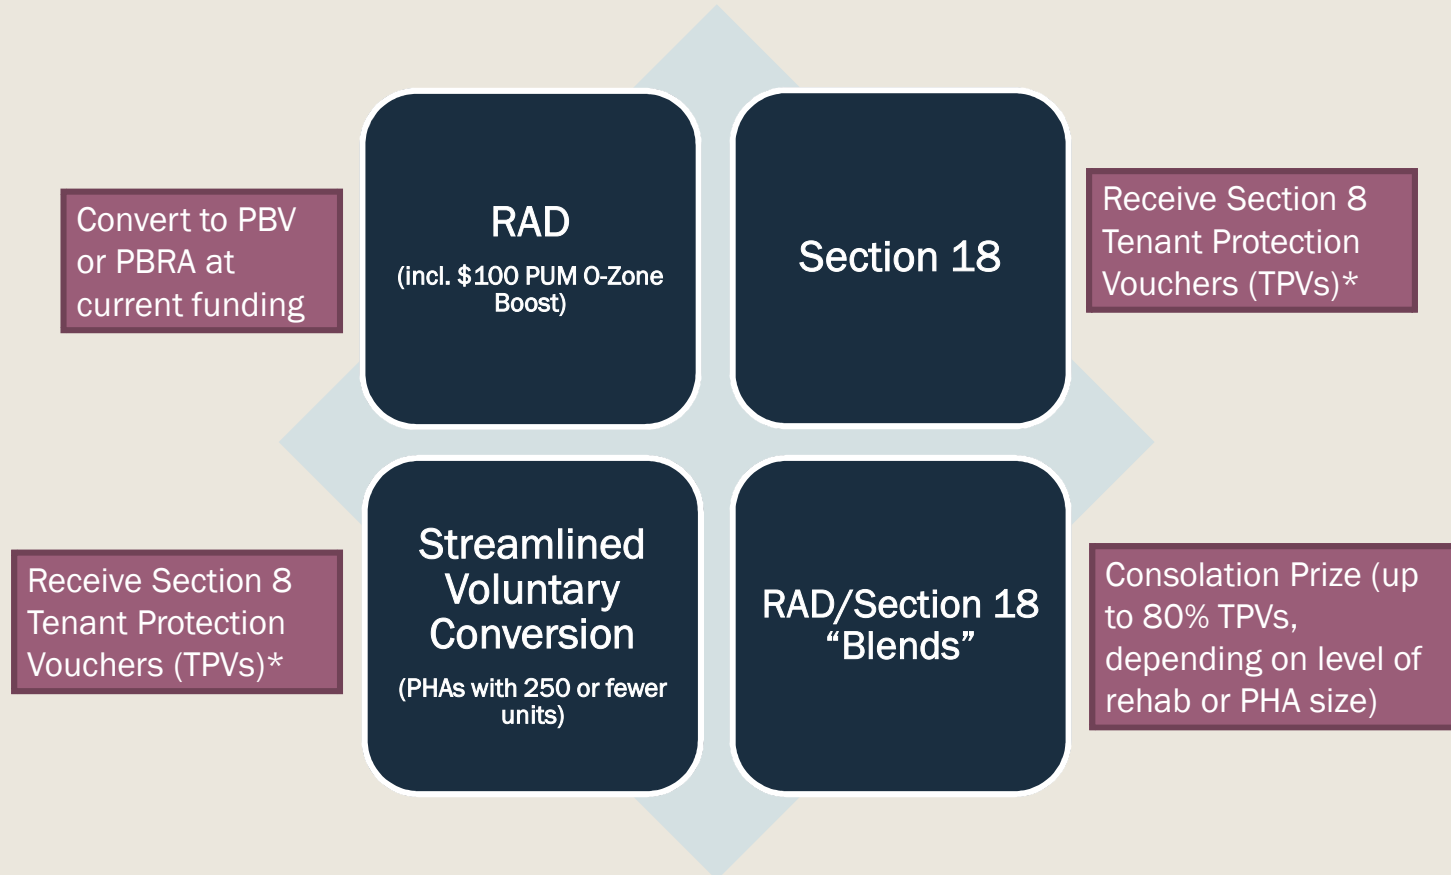 Convert to PBV
or PBRA at
current funding
RAD
(incl. $100 PUM O-Zone
Boost)
Section 18
Receive Section 8
Tenant Protection
Vouchers (TPVs)*
Receive Section 8
Tenant Protection
Vouchers (TPVs)*
Streamlined
Voluntary
Conversion
(PHAs with 250 or fewer
units)
RAD/Section 18
“Blends”
Consolation Prize (up
to 80% TPVs,
depending on level of
rehab or PHA size)